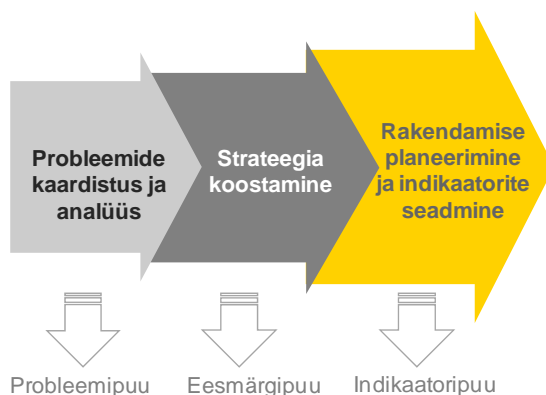 Probleemide
kaardistus ja
analüüs
Strateegia
koostamine
Rakendamise
planeerimine
ja indikaatorite
seadmine
Probleemipuu
Eesmärgipuu
Indikaatoripuu